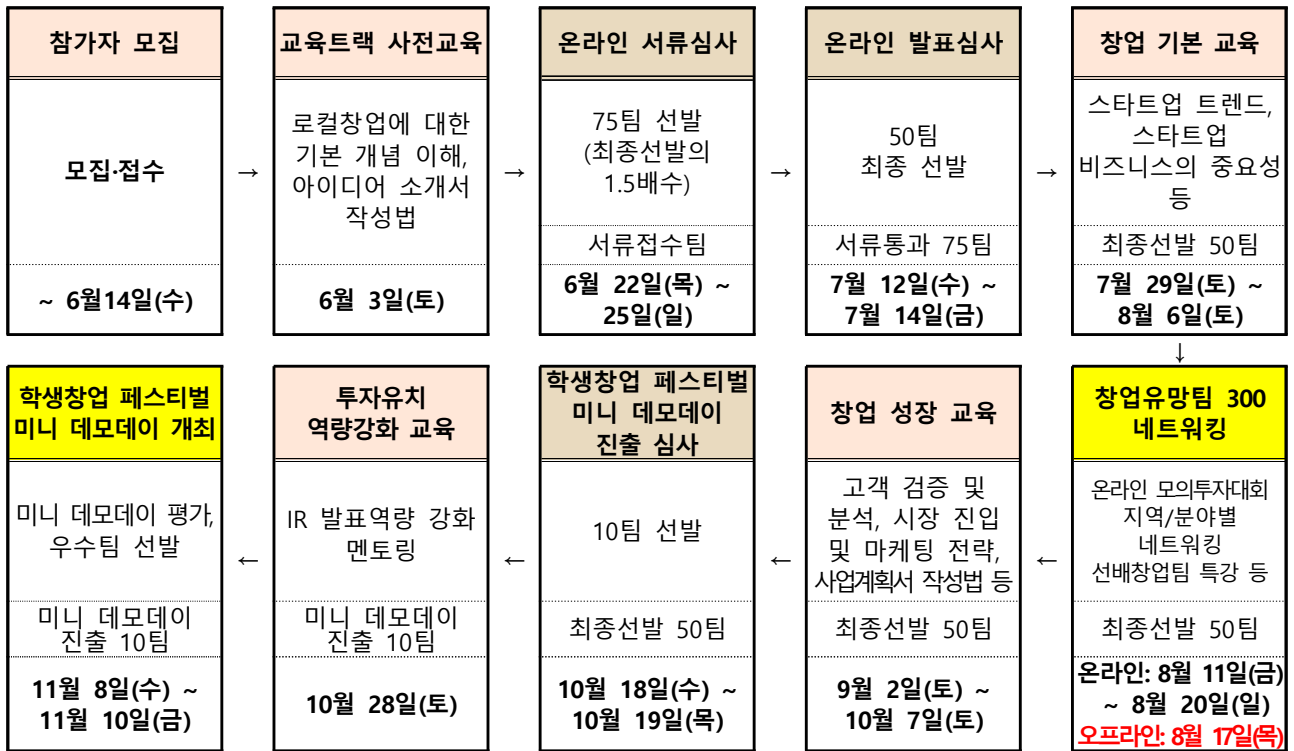 참가자 모집
모집·접수
~ 6월14일(수)
→
교육트랙 사전교육
로컬창업에 대한
기본 개념 이해,
아이디어 소개서
작성법
6월 3일(토)
→
온라인 서류심사
75팀 선발
(최종선발의
1.5배수)
서류접수팀
6월 22일(목) ~
25일(일)
→
온라인 발표심사
50팀
최종 선발
서류통과 75팀
7월 12일(수) ~
7월 14일(금)
→
창업 기본 교육
스타트업 트렌드,
스타트업
비즈니스의 중요성
등
최종선발 50팀
7월 29일(토) ~
8월 6일(토)
↓
창업유망팀 300
네트워킹
온라인 모의투자대회
지역/분야별
네트워킹
선배창업팀 특강 등
최종선발 50팀
온라인: 8월 11일(금)
~ 8월 20일(일)
오프라인: 8월 17일(목)
←
창업 성장 교육
고객 검증 및
분석, 시장 진입
및 마케팅 전략,
사업계획서 작성법 등
최종선발 50팀
9월 2일(토) ~
10월 7일(토)
←
학생창업 페스티벌
미니 데모데이
진출 심사
10팀 선발
최종선발 50팀
10월 18일(수) ~
10월 19일(목)
←
투자유치
역량강화 교육
IR 발표역량 강화
멘토링
미니 데모데이
진출 10팀
10월 28일(토)
←
학생창업 페스티벌
미니 데모데이 개최
미니 데모데이 평가,
우수팀 선발
미니 데모데이
진출 10팀
11월 8일(수) ~
11월 10일(금)